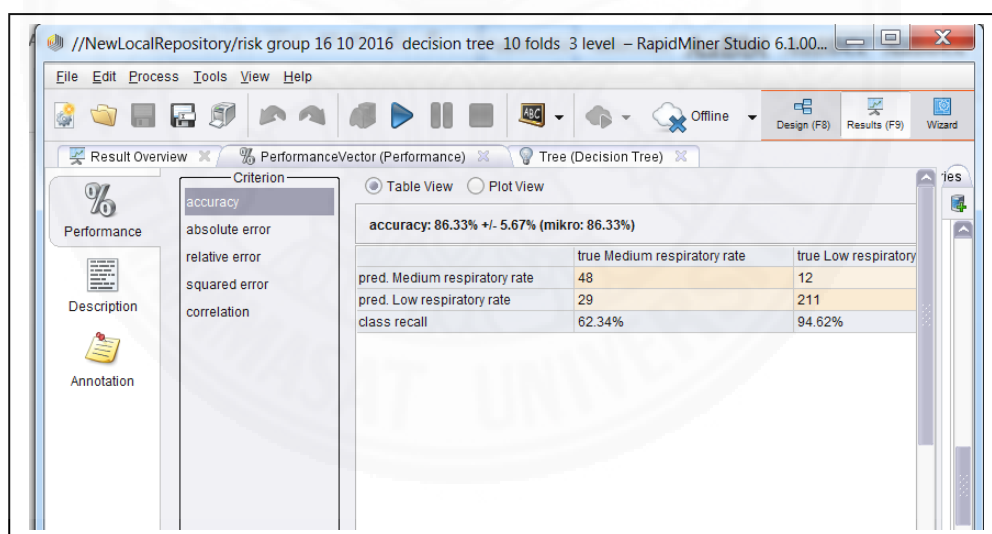 //NewLocalRepository/risk group 16 10 2016 decision tree 10 folds 3 level – RapidMiner Studio 6.1.00...
File Edit Process Tools View Help
ABC
Offline
Design (F8)
Results (F9)
Wizard
Result Overview
% PerformanceVector (Performance)
Tree (Decision Tree)
ies
%
Performance
Description
Annotation
Criterion
accuracy
absolute error
relative error
squared error
correlation
Table View Plot View
accuracy: 86.33% +/- 5.67% (mikro: 86.33%)
true Medium respiratory rate true Low respiratory
pred. Medium respiratory rate 48 12
pred. Low respiratory rate 29 211
class recall 62.34% 94.62%